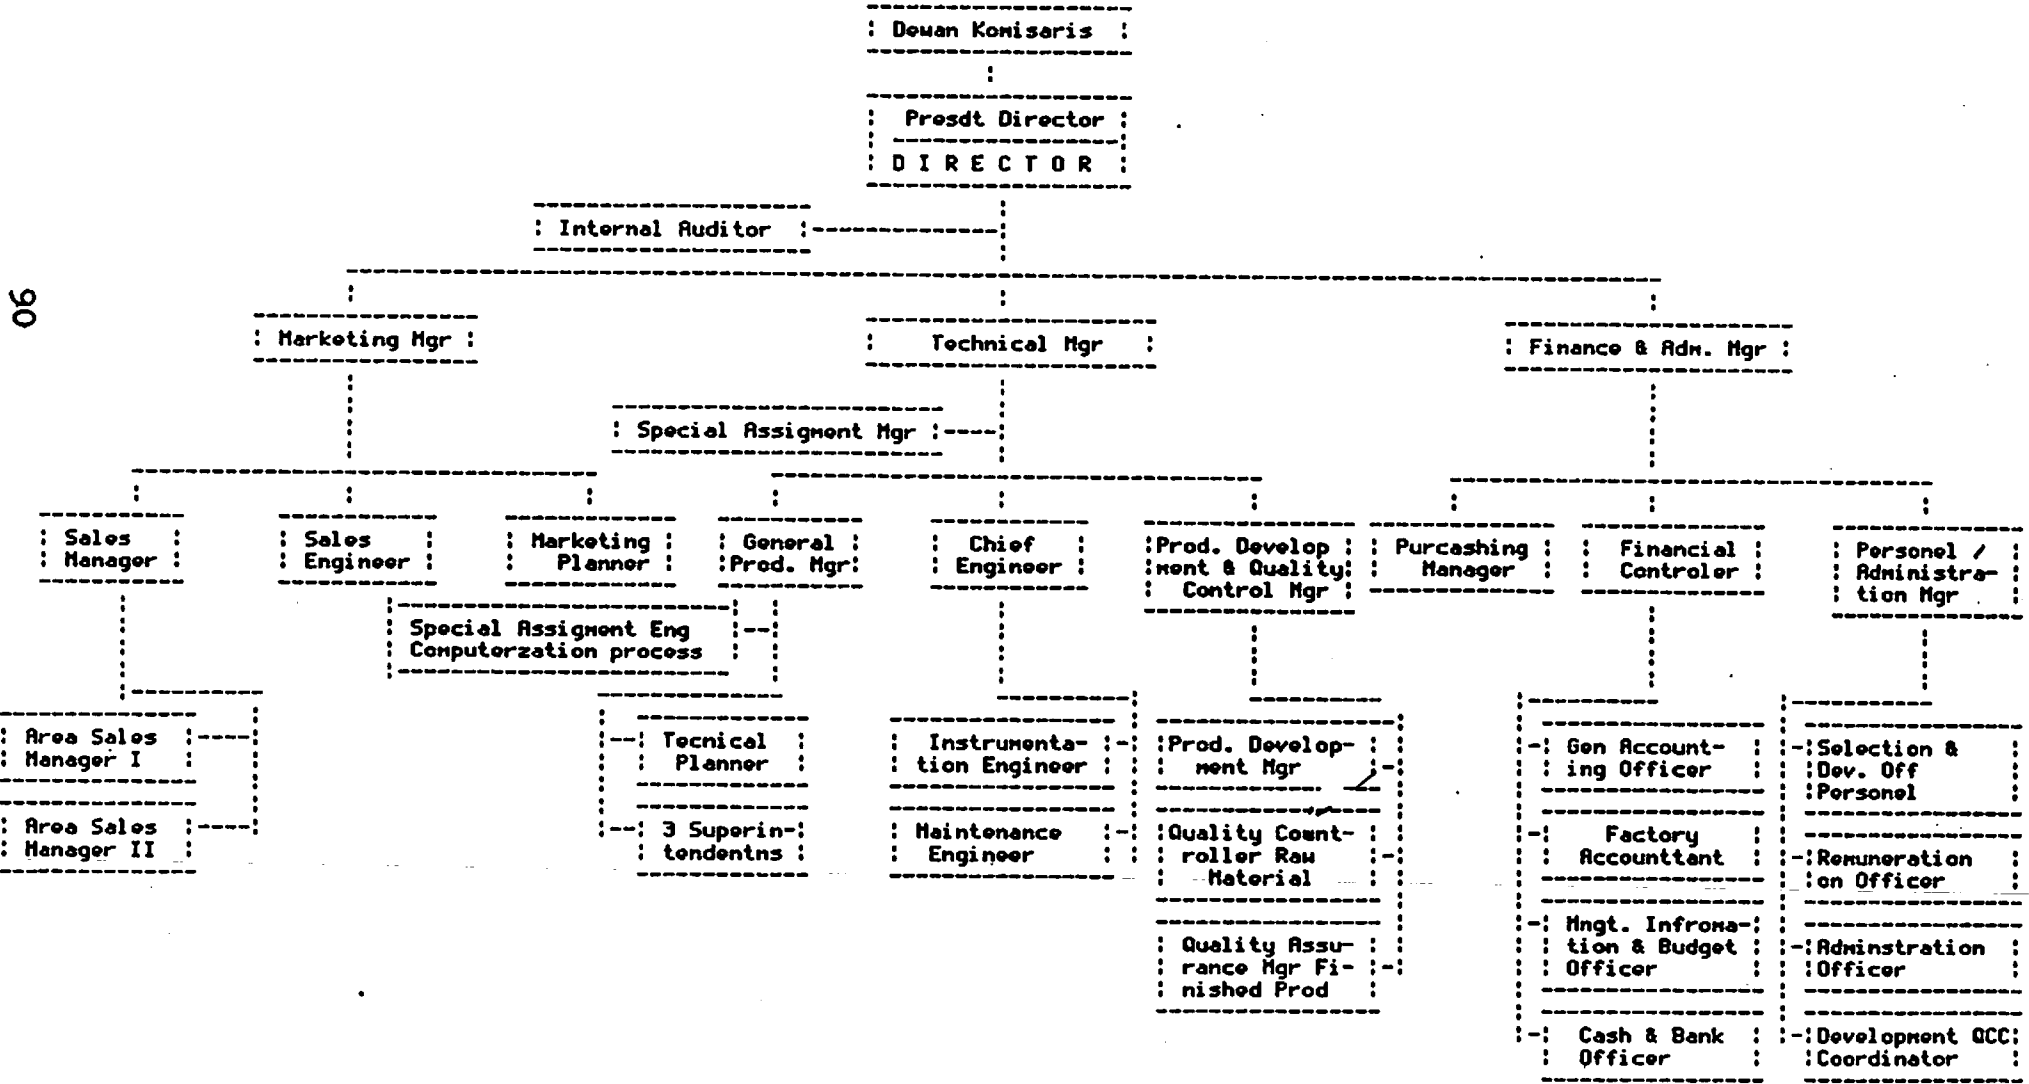 Dewan Komisaris
Presdt Director
D I R E C T O R
Internal Auditor
90
Marketing Mgr
Technical Mgr
Finance & Adm. Mgr
Special Assigment Mgr
Sales
Manager
Sales
Engineer
Marketing
Planner
General
Prod. Mgr
Chief
Engineer
Prod. Develop
ment & Quality
Control Mgr
Purcashing
Manager
Financial
Controler
Personel /
Administra-
tion Mgr
Special Assigment Eng
Computerzation process
Area Sales
Manager I
Area Sales
Manager II
Tecnical
Planner
3 Superin-
tendentns
Instrumenta-
tion Engineer
Maintenance
Engineer
Prod. Develop-
ment Mgr
Quality Count-
roller Raw
Material
Quality Assu-
rance Mgr Fi-
nished Prod
Gen Account-
ing Officer
Factory
Accounttant
Mngt. Infroma-
tion & Budget
Officer
Cash & Bank
Officer
Selection &
Dev. Off
Personel
Remuneration
on Officer
Adminstration
Officer
Development QCC
Coordinator